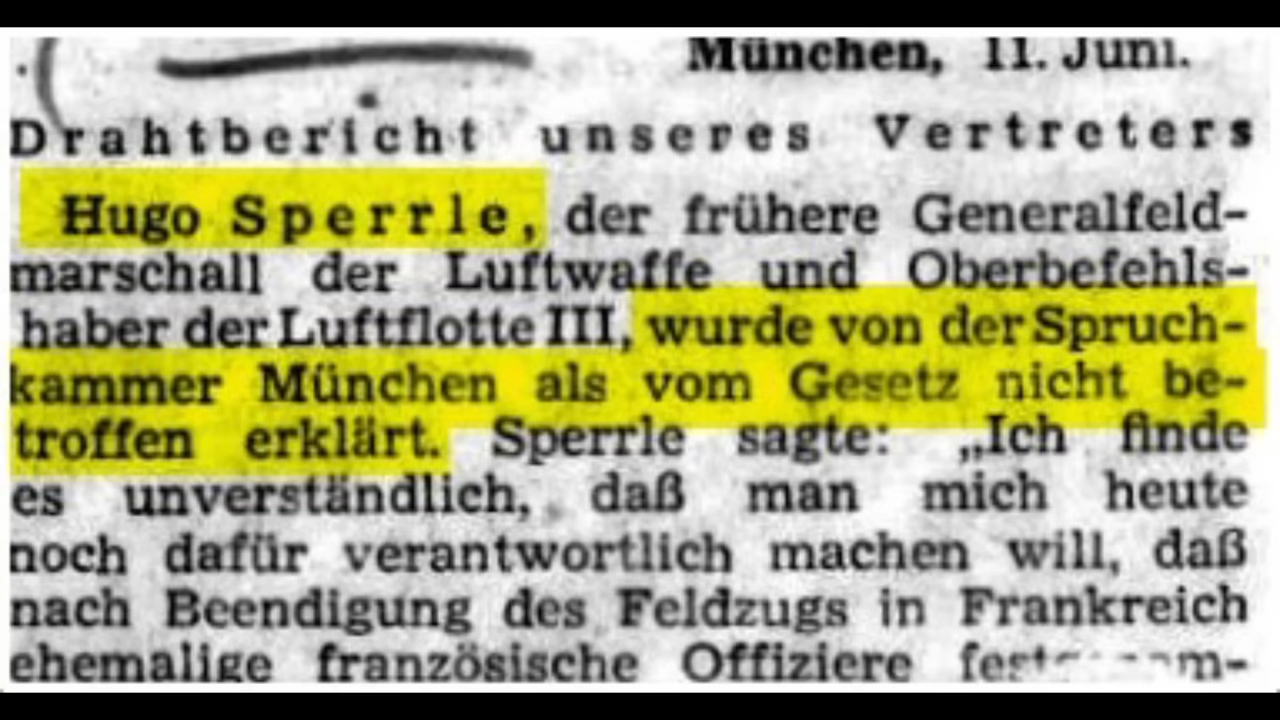 München, 11. Juni.
Drahtbericht unseres Vertreters
Hugo Sperrle, der frühere Generalfeld-
marschall der Luftwaffe und Oberbefehls-
haber der Luftflotte III, wurde von der Spruch-
kammer München als vom Gesetz nicht be-
troffen erklärt. Sperrle sagte: „Ich finde
es unverständlich, daß man mich heute
noch dafür verantwortlich machen will, daß
nach Beendigung des Feldzugs in Frankreich
ehemalige französische Offiziere